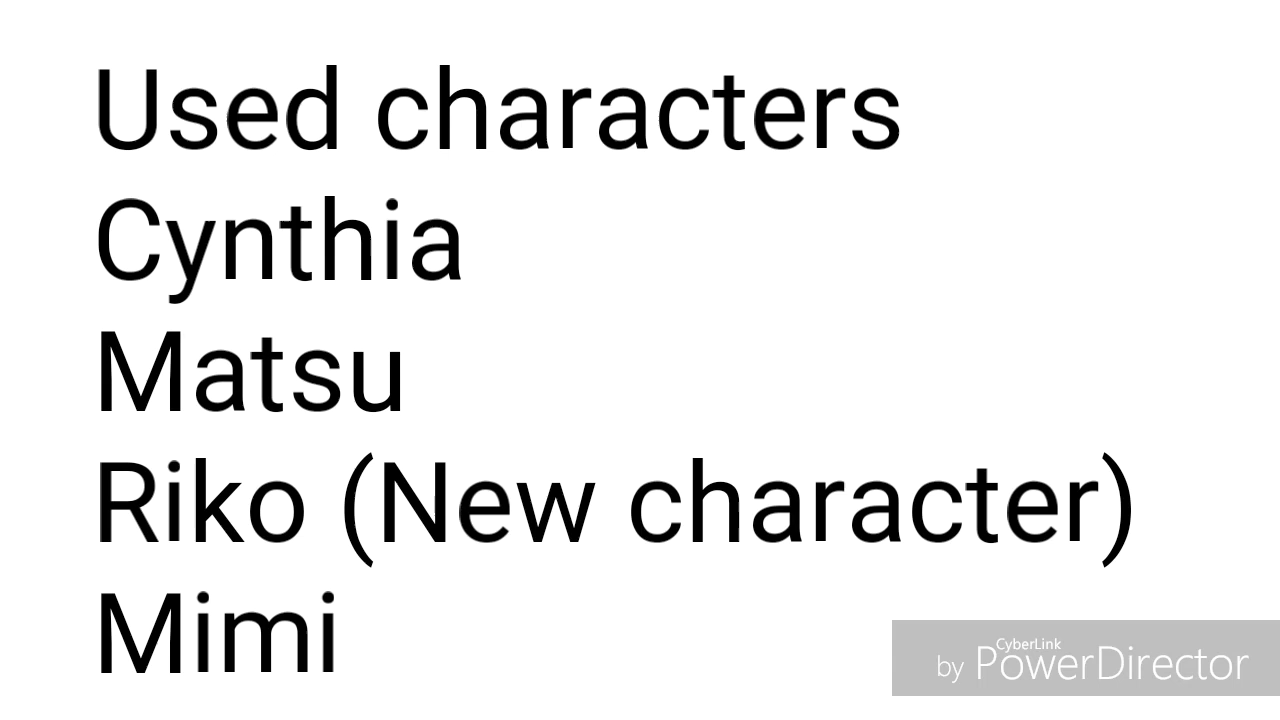 Used characters
Cynthia
Matsu
Riko (New character)
Mimi
CyberLink
by PowerDirector